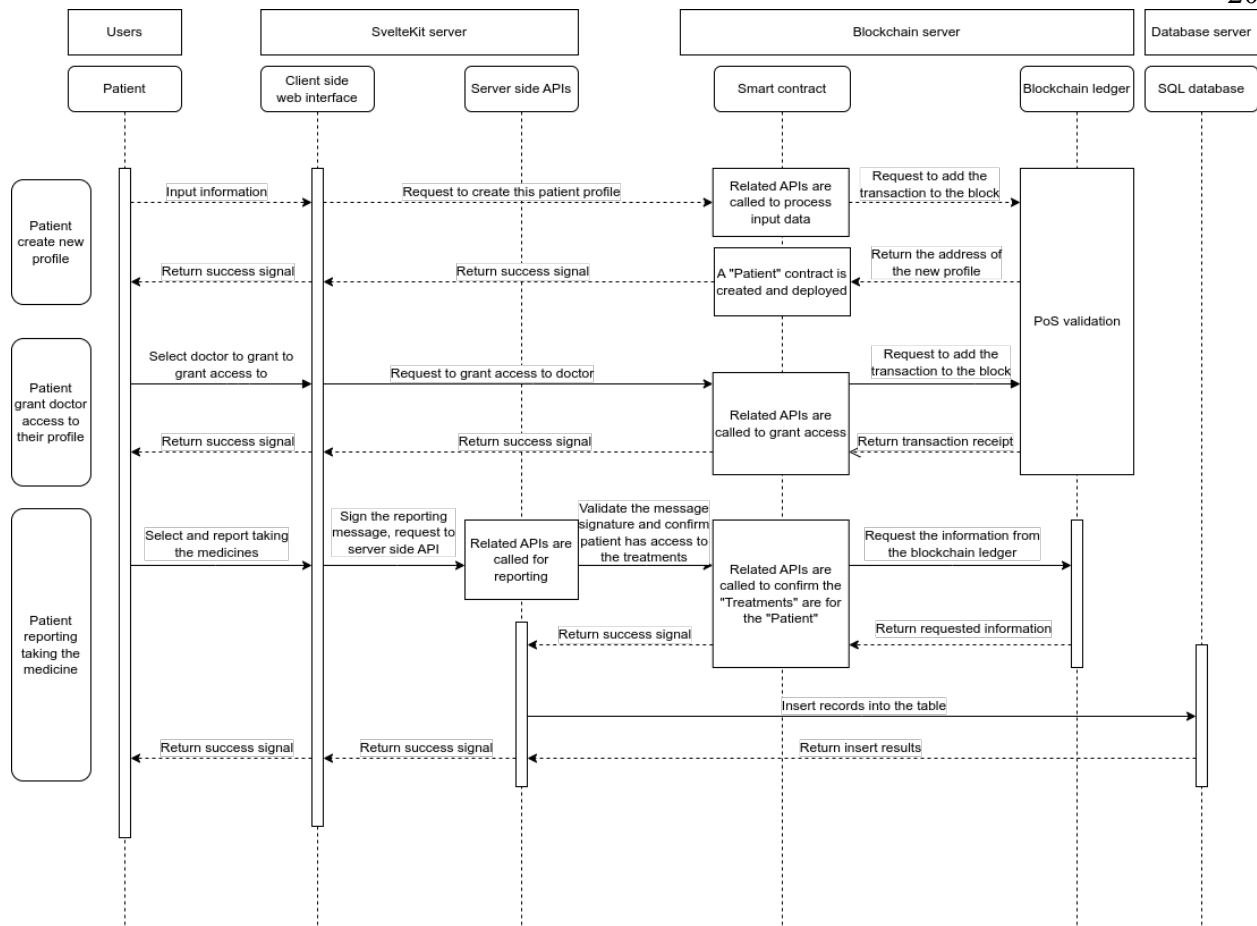 Users
SvelteKit server
Blockchain server
Database server
Patient
Client side
web interface
Server side APIs
Smart contract
Blockchain ledger
SQL database
Patient
create new
profile
Input information
Request to create this patient profile
Related APIs are
called to process
input data
Request to add the
transaction to the block
Return success signal
Return success signal
A "Patient" contract is
created and deployed
Return the address of
the new profile
PoS validation
Patient
grant doctor
access to
their profile
Select doctor to grant to
grant access to
Request to grant access to doctor
Related APIs are
called to grant access
Request to add the
transaction to the block
Return success signal
Return success signal
Return transaction receipt
Patient
reporting
taking the
medicine
Select and report taking
the medicines
Sign the reporting
message, request to
server side API
Related APIs are
called for
reporting
Validate the message
signature and confirm
patient has access to
the treatments
Related APIs are
called to confirm the
"Treatments" are for
the "Patient"
Request the information from
the blockchain ledger
Return success signal
Return requested information
Insert records into the table
Return success signal
Return success signal
Return insert results